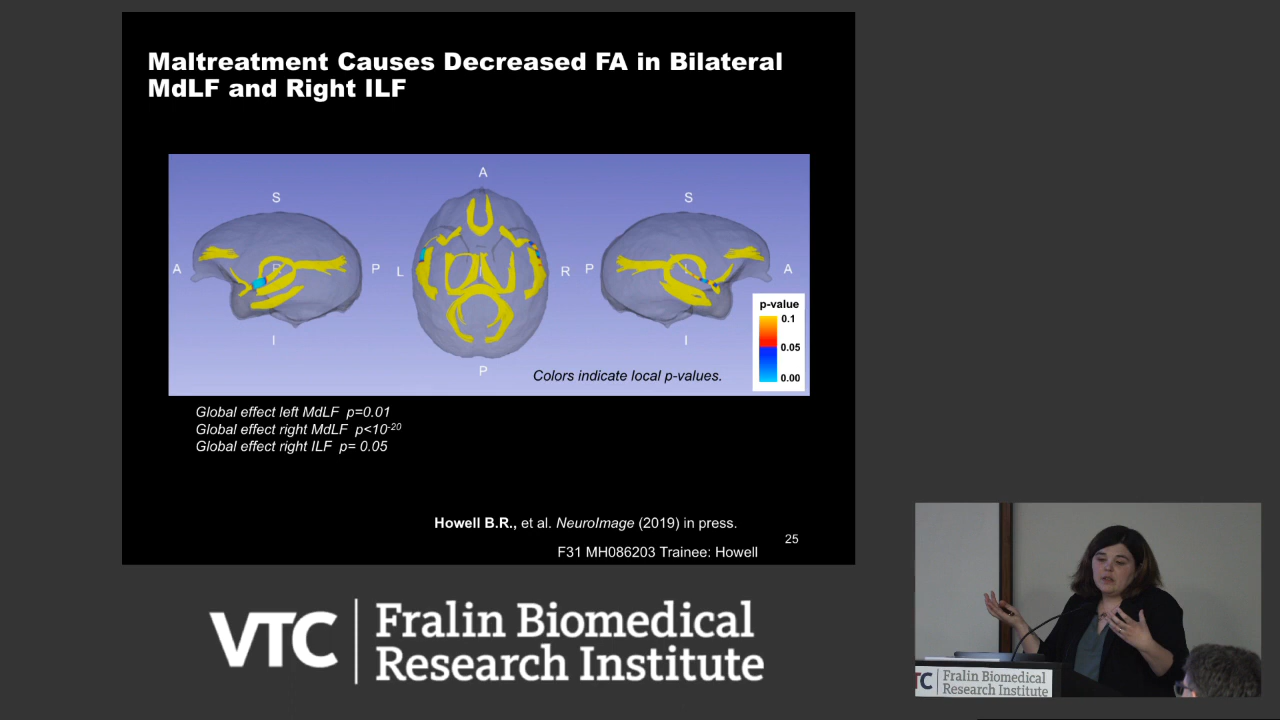 Maltreatment Causes Decreased FA in Bilateral
MdLF and Right ILF
A
S
S
A
R
P
L
I
R
P
L
A
I
P
I
p-value
0.1
0.05
0.00
Colors indicate local p-values.
Global effect left MdLF p=0.01
Global effect right MdLF p<10-20
Global effect right ILF p= 0.05
Howell B.R., et al. NeuroImage (2019) in press.
25
F31 MH086203 Trainee: Howell
VTC
Fralin Biomedical
Research Institute
TC
Fralin Biomedical
Research Institute